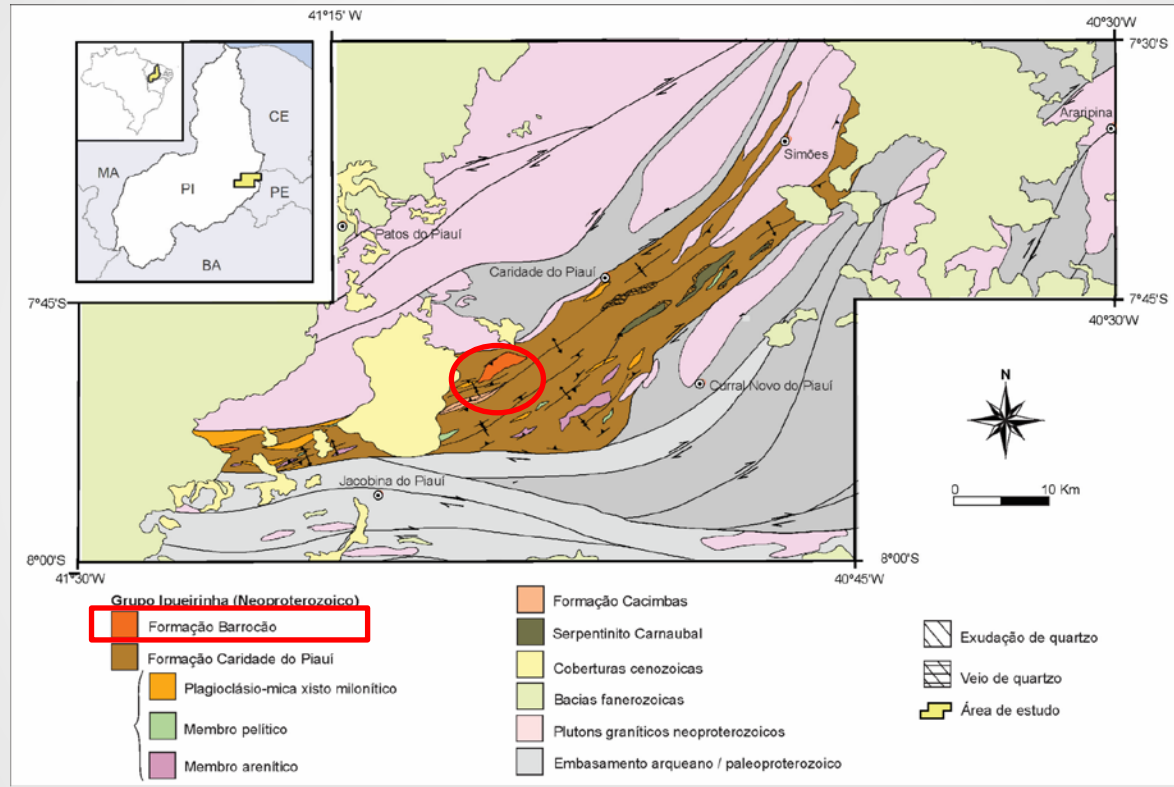 41°15' W
40°30'W
7°30'S
CE
MA
PI
PE
BA
Araripina
Simões
Patos do Piauí
Caridade do Piauí
7°45'S
7°45'S
40°30'W
Curral Novo do Piauí
N
0 10 Km
Jacobina do Piauí
8°00'S
8°00'S
41°30'W
40°45'W
Grupo Ipueirinha (Neoproterozoico)
Formação Barrocão
Formação Caridade do Piauí
Plagioclásio-mica xisto milonítico
Membro pelítico
Membro arenítico
Formação Cacimbas
Serpentinito Carnaubal
Coberturas cenozoicas
Bacias fanerozoicas
Plutons graníticos neoproterozoicos
Embasamento arqueano / paleoproterozoico
Exudação de quartzo
Veio de quartzo
Área de estudo